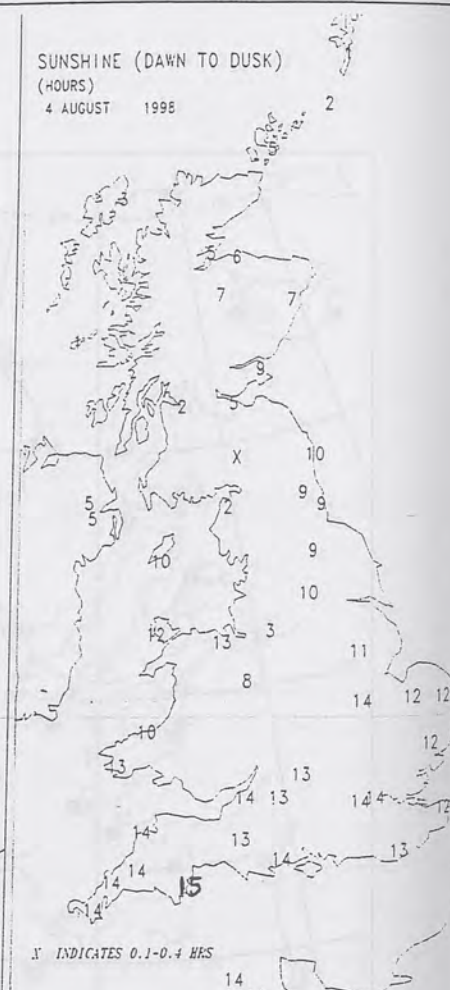 SUNSHINE (DAWN TO DUSK)
(HOURS)
4 AUGUST 1998
2
6
7 7
9
2 5
X 10
5 2 9 9
5
10 9
10
12 13 3
11
8
14 12 12
10
12
13 13
14 13 14 14 12
14 13
14 13
14 14 15
14
X INDICATES 0.1-0.4 HRS
14